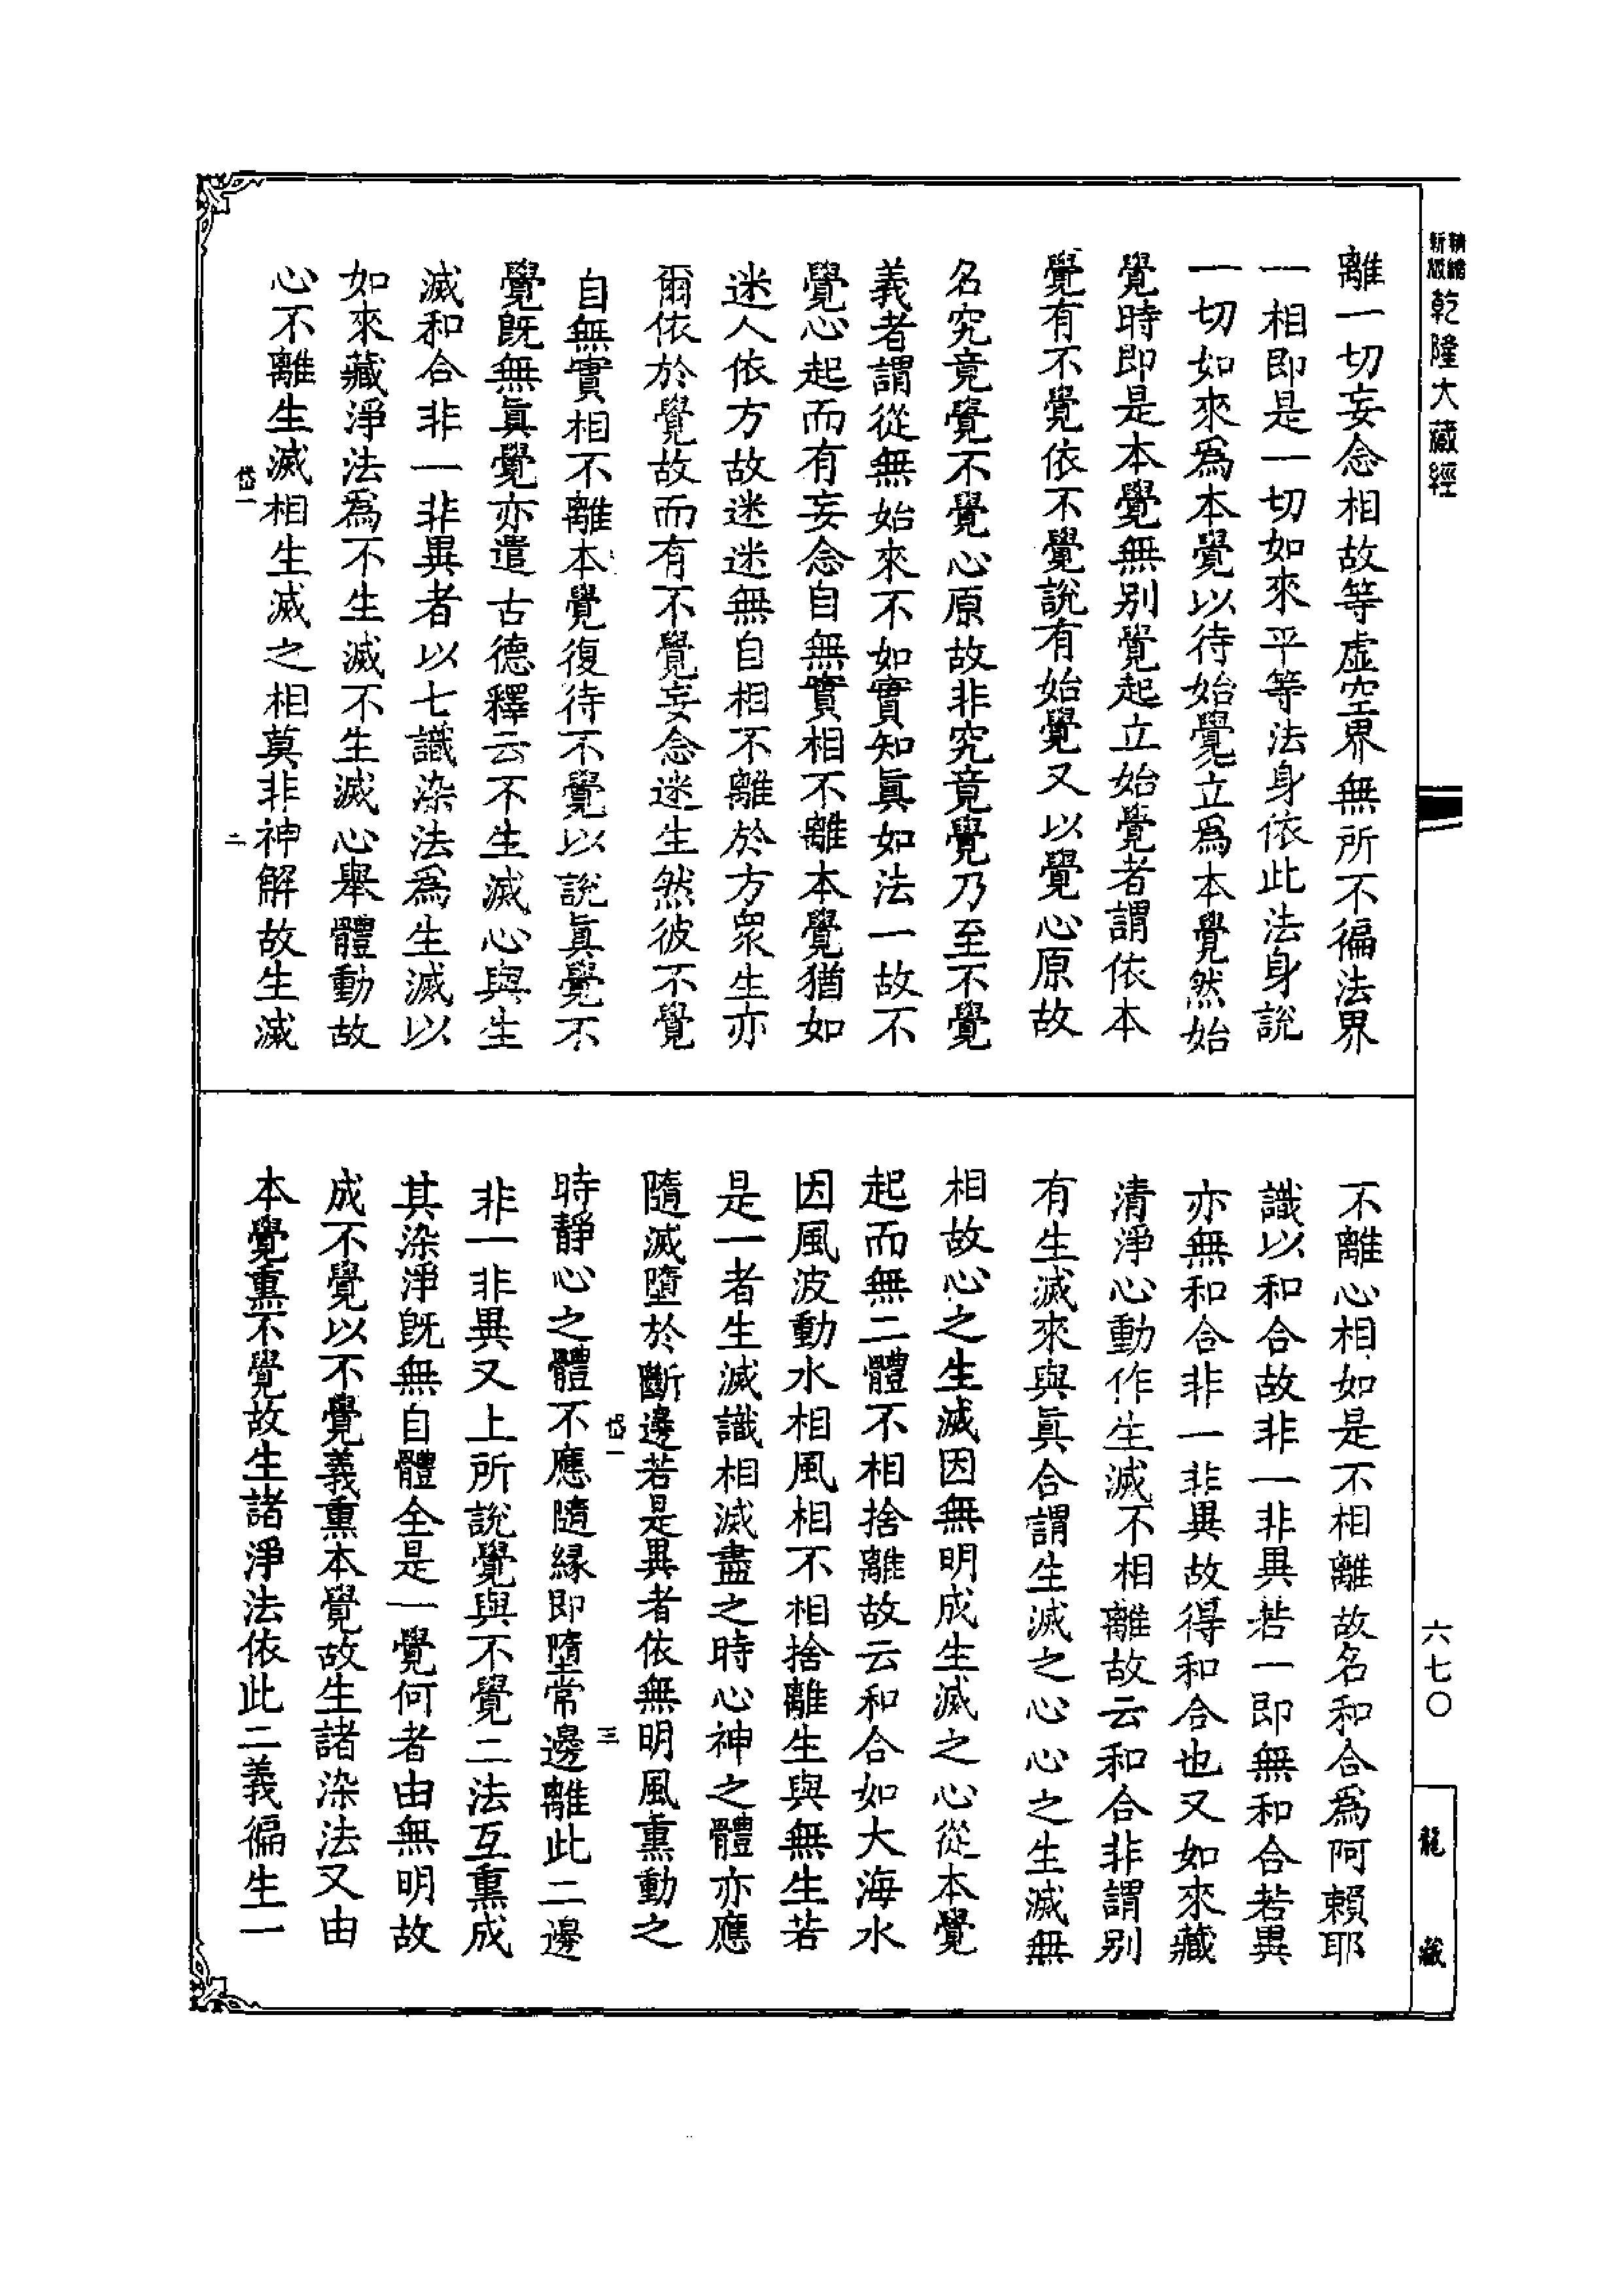 新版
精縮
乾隆大藏經
離一切妄念相故等虛空界無所不徧法界
一相即是一切如來平等法身依此法身說
一切如來爲本覺以待始覺立爲本覺然始
覺時即是本覺無別覺起立始覺者謂依本
覺有不覺依不覺說有始覺又以覺心原故
名究竟覺不覺心原故非究竟覺乃至不覺
義者謂從無始來不如實知真如法一故不
覺心起而有妄念自無實相不離本覺猶如
迷人依方故迷迷無自相不離於方衆生亦
爾依於覺故而有不覺妄念迷生然彼不覺
自無實相不離本覺復待不覺以說真覺不
覺旣無真覺亦遣古德釋云不生滅心與生
滅和合非一非異者以七識染法爲生滅以
如來藏淨法爲不生滅不生滅心舉體動故
心不離生滅相生滅之相莫非神解故生滅
岱一
二
不離心相如是不相離故名和合爲阿賴耶
識以和合故非一非異若一即無和合若異
亦無和合非一非異故得和合也又如來藏
清淨心動作生滅不相離故云和合非謂別
有生滅來與真合謂生滅之心心之生滅無
相故心之生滅因無明成生滅之心從本覺
起而無二體不相捨離故云和合如大海水
因風波動水相風相不相捨離生與無生若
是一者生滅識相滅盡之時心神之體亦應
隨滅墮於斷邊若是異者依無明風熏動之
岱一
三
時靜心之體不應隨緣即墮常邊離此二邊
非一非異又上所說覺與不覺二法互熏成
其染淨旣無自體全是一覺何者由無明故
成不覺以不覺義熏本覺故生諸染法又由
本覺熏不覺故生諸淨法依此二義徧生一
六七〇
龍藏